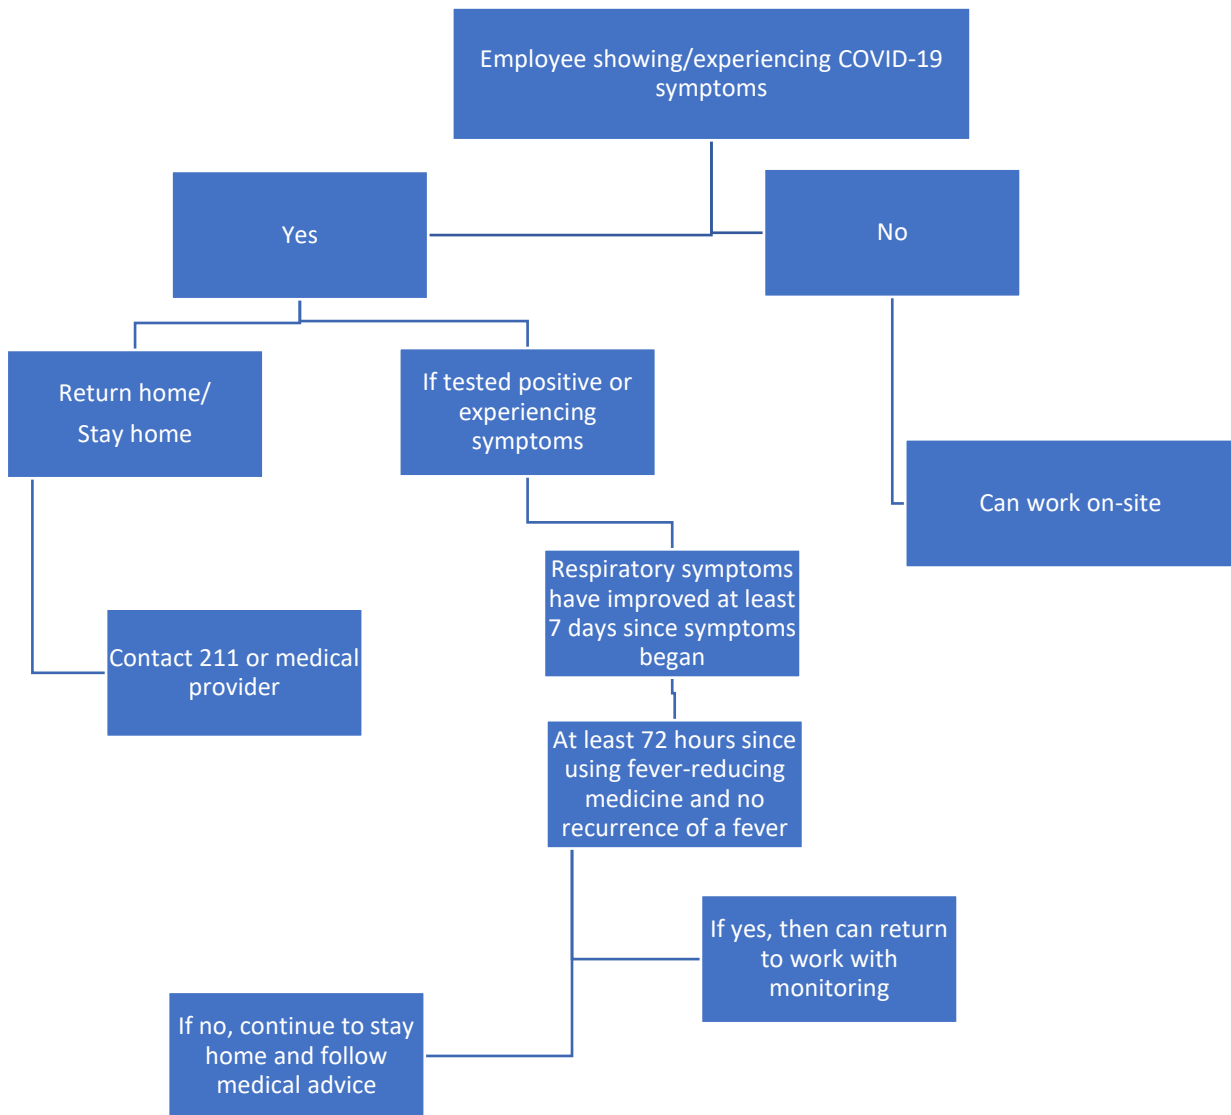 Employee showing/experiencing COVID-19
symptoms
Yes
No
Return home/
Stay home
If tested positive or
experiencing
symptoms
Can work on-site
Respiratory symptoms
have improved at least
7 days since symptoms
began
Contact 211 or medical
provider
At least 72 hours since
using fever-reducing
medicine and no
recurrence of a fever
If yes, then can return
to work with
monitoring
If no, continue to stay
home and follow
medical advice